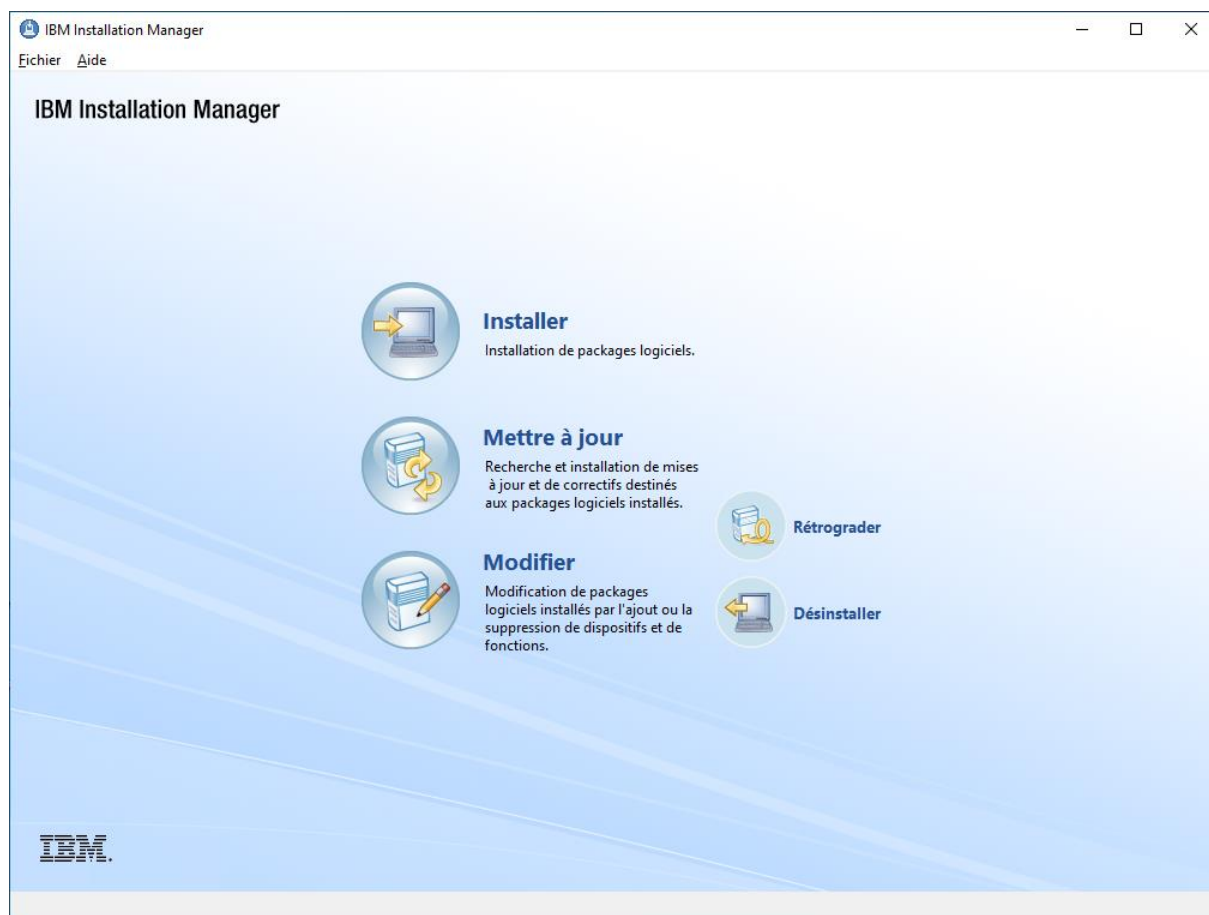 IBM Installation Manager
Fichier Aide
IBM Installation Manager
Installer
Installation de packages logiciels.
Mettre à jour
Recherche et installation de mises
à jour et de correctifs destinés
aux packages logiciels installés.
Rétrograder
Modifier
Modification de packages
logiciels installés par l'ajout ou la
suppression de dispositifs et de
fonctions.
Désinstaller
IBM.